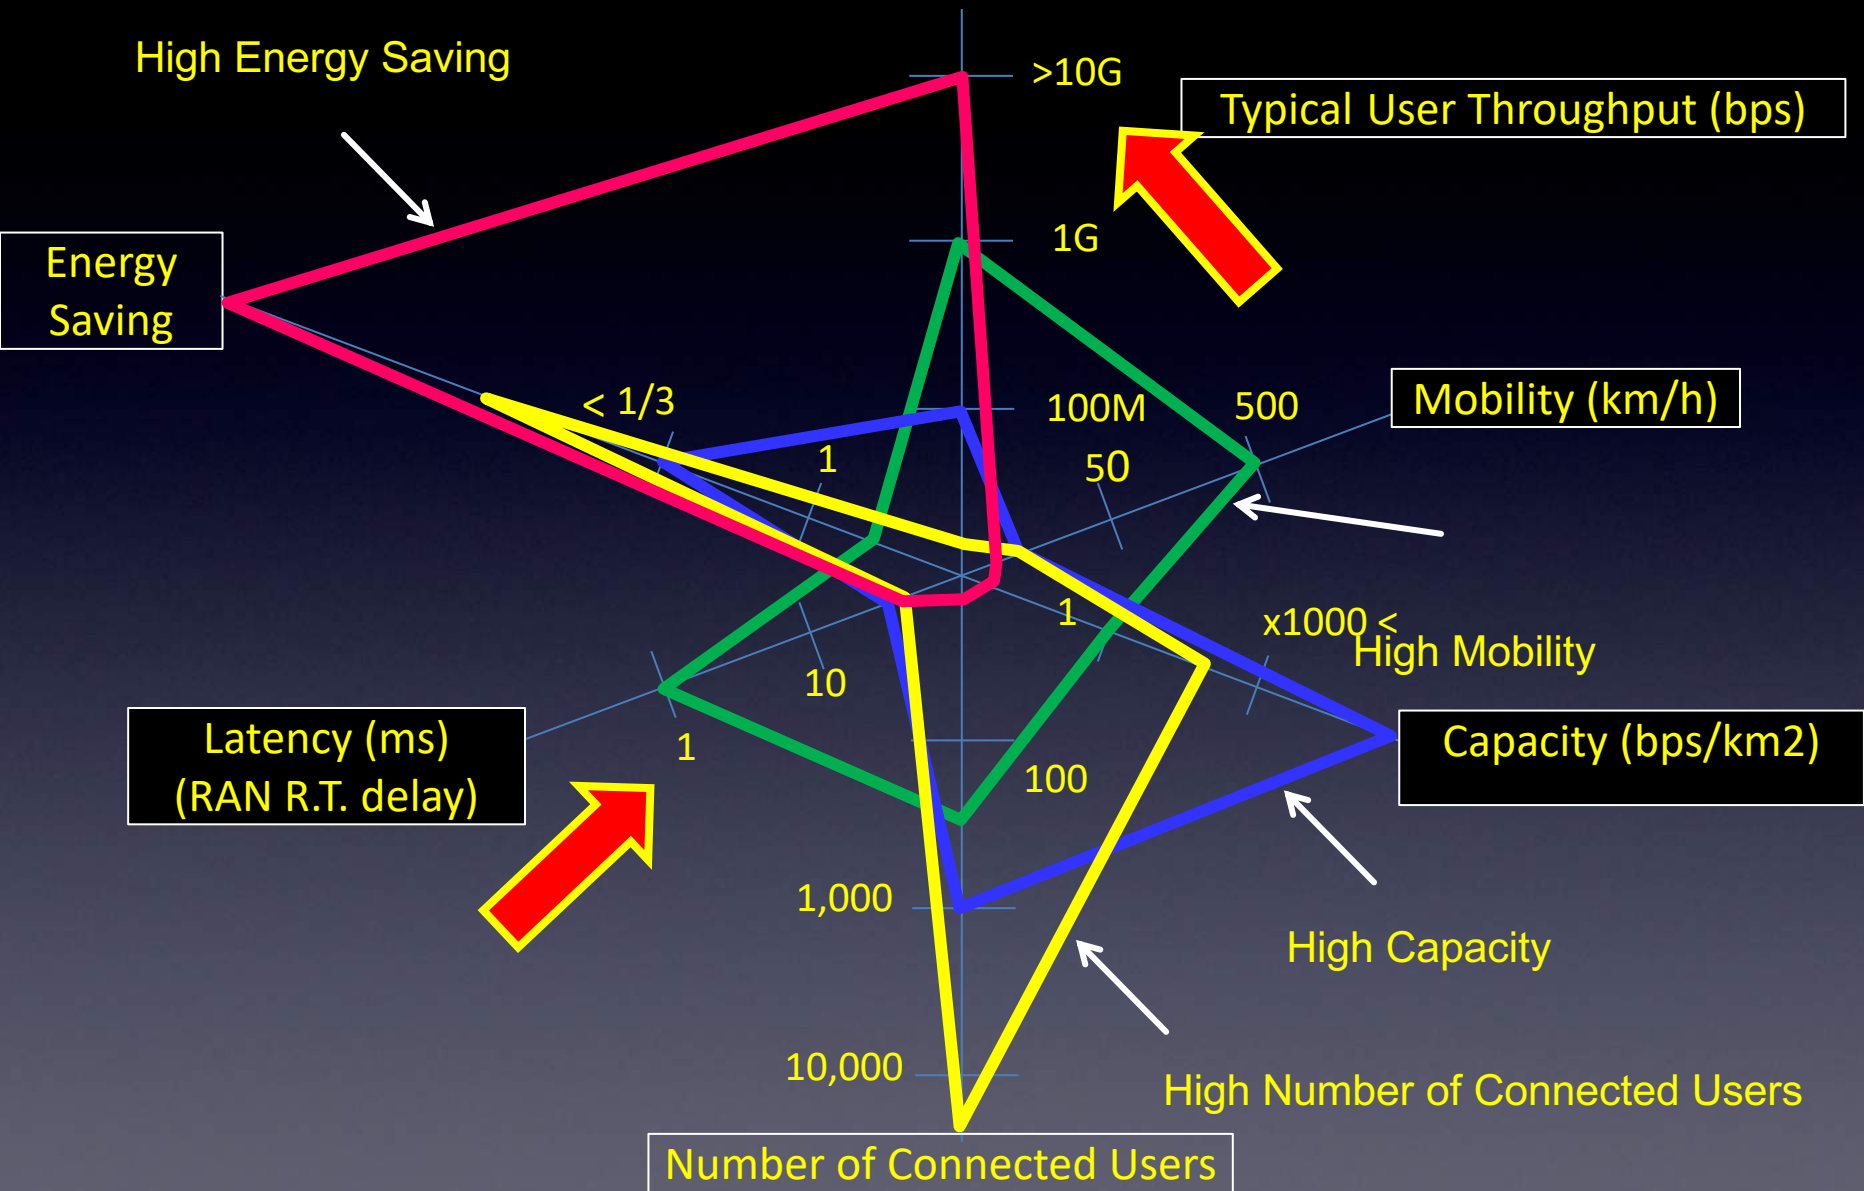 High Energy Saving
>10G
Typical User Throughput (bps)
1G
Energy
Saving
< 1/3
100M
500
Mobility (km/h)
1
50
1
x1000 <
High Mobility
10
Latency (ms)
(RAN R.T. delay)
1
100
Capacity (bps/km2)
1,000
High Capacity
10,000
High Number of Connected Users
Number of Connected Users